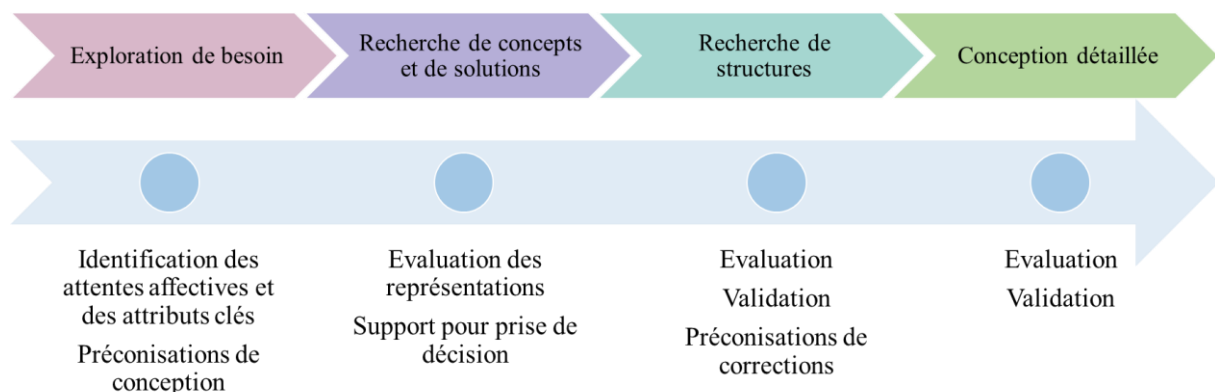 Exploration de besoin
Recherche de concepts
et de solutions
Recherche de
structures
Conception détaillée
Identification des
attentes affectives et
des attributs clés
Préconisations de
conception
Evaluation des
représentations
Support pour prise de
décision
Evaluation
Validation
Préconisations de
corrections
Evaluation
Validation